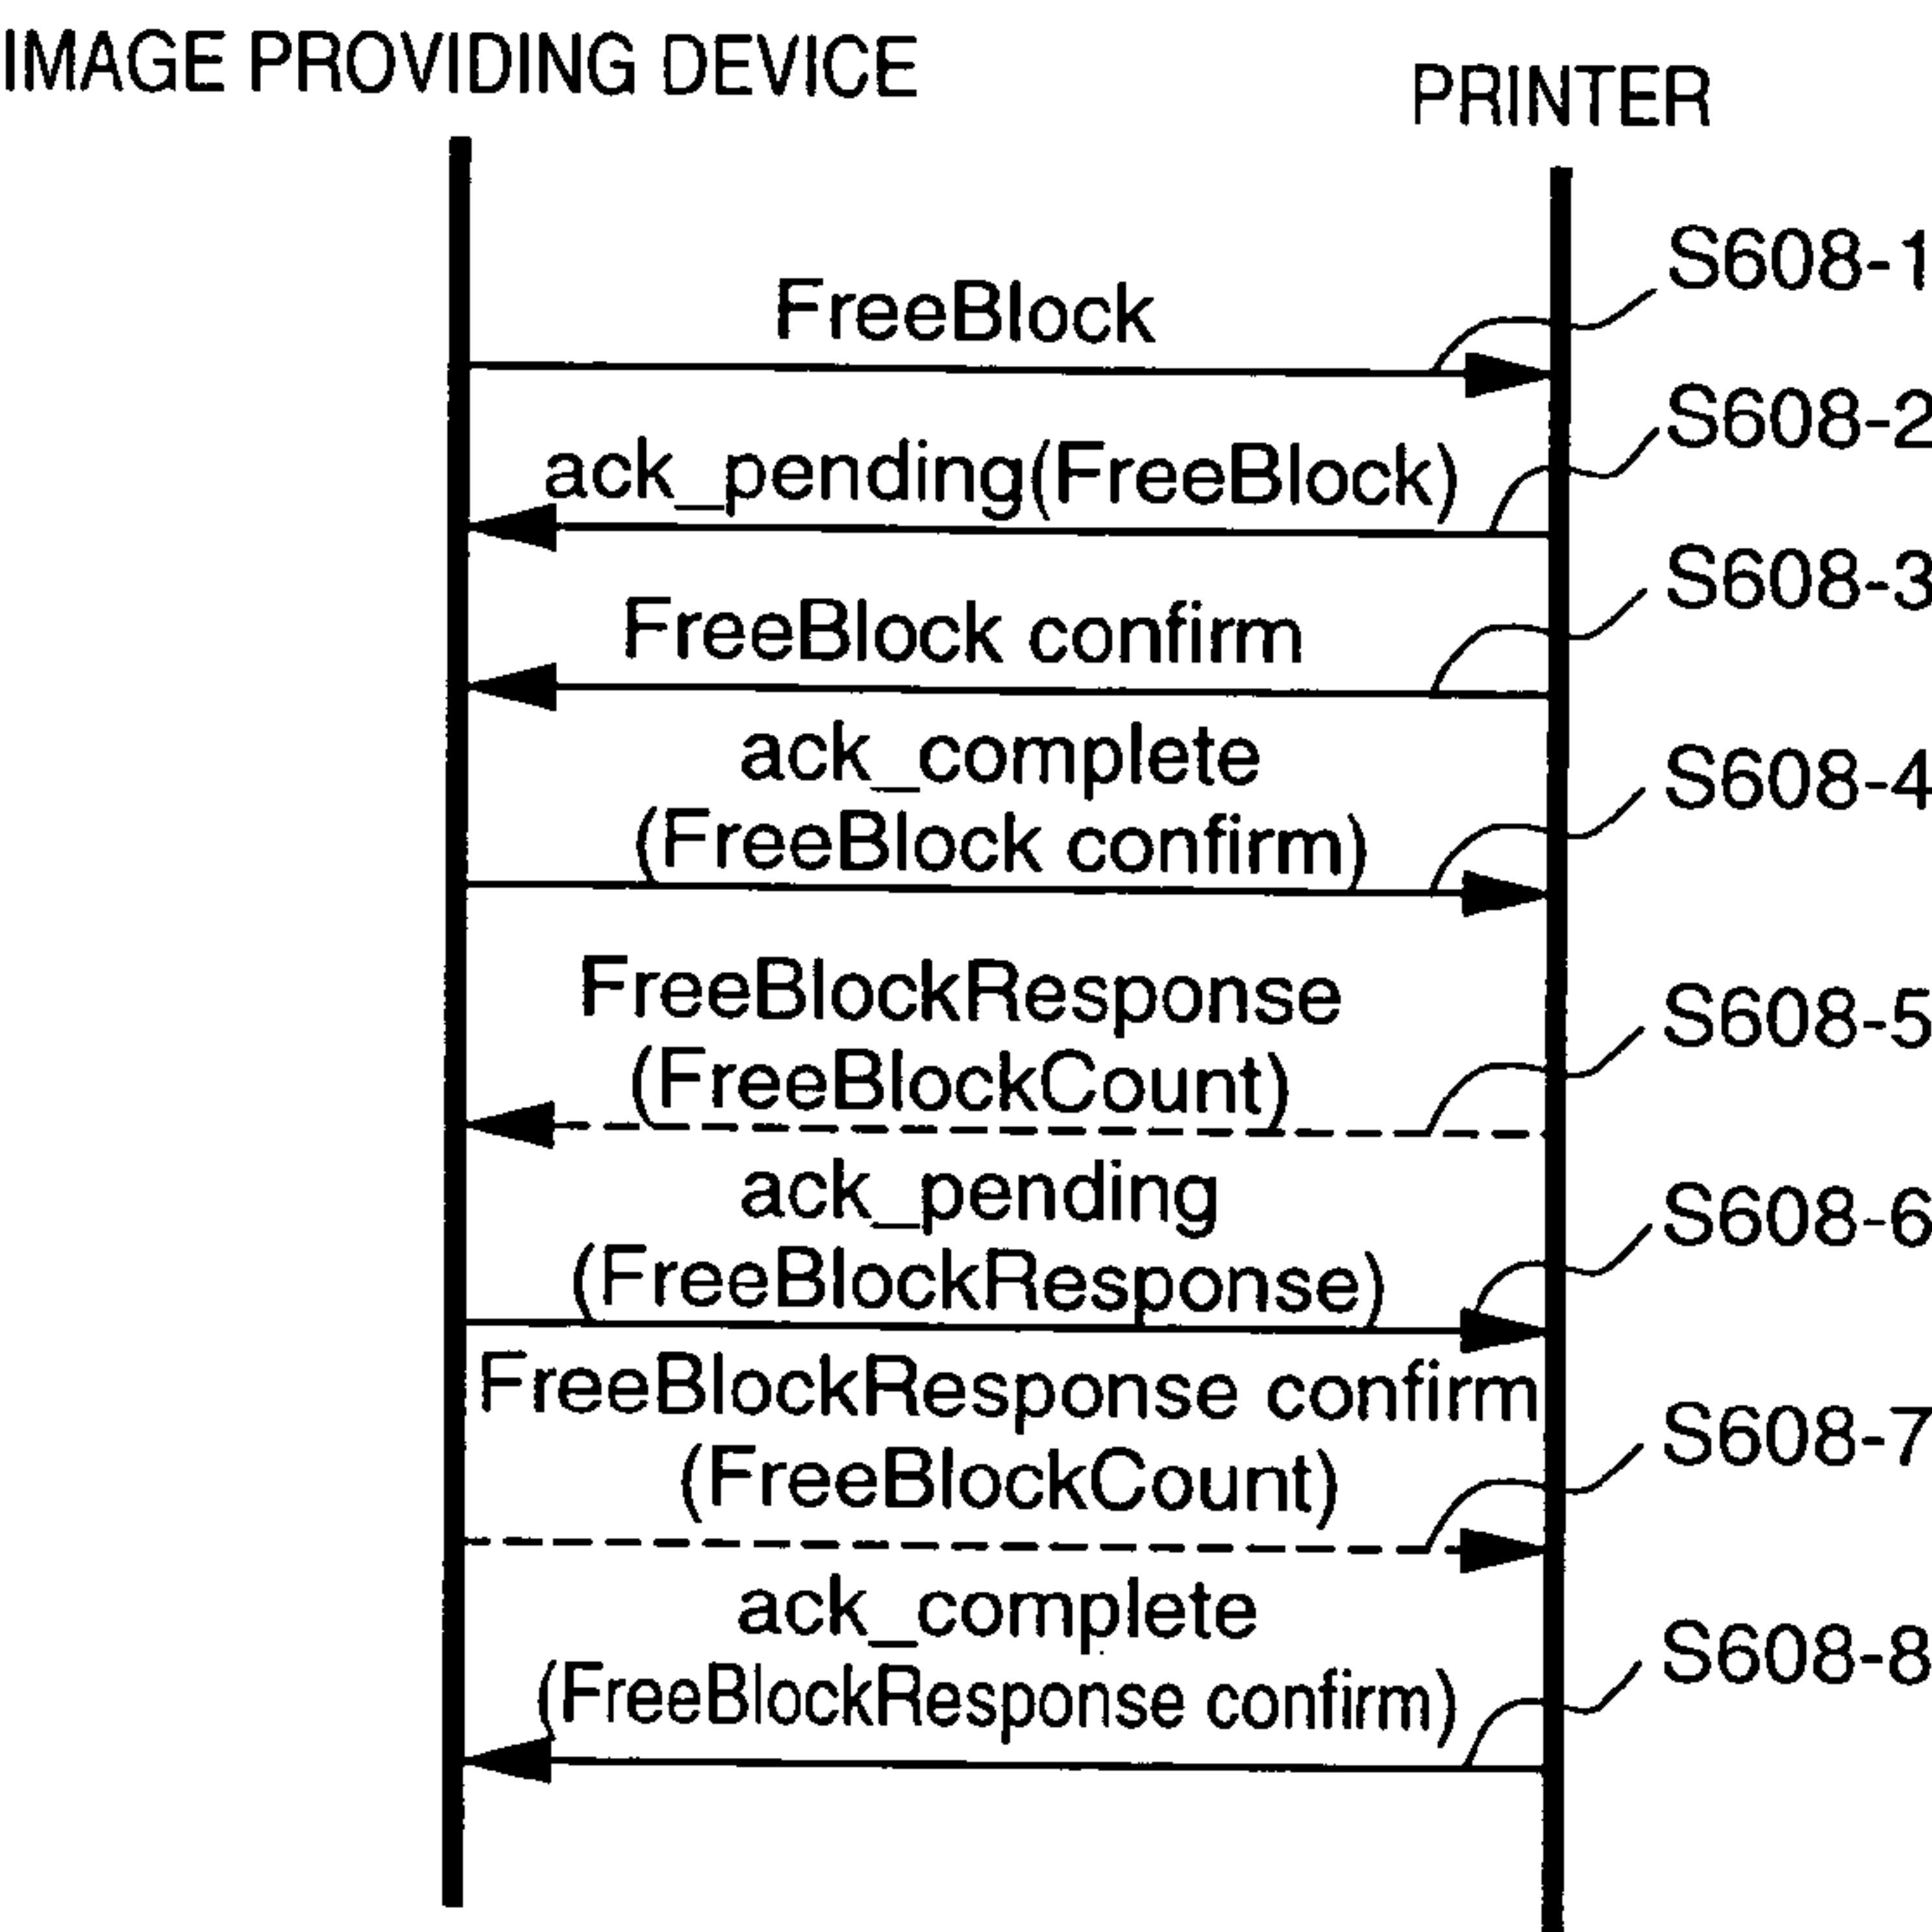 IMAGE PROVIDING DEVICE
PRINTER
S608-1
FreeBlock
S608-2
ack_pending(FreeBlock)
S608-3
FreeBlock confirm
S608-4
ack_complete
(FreeBlock confirm)
S608-5
FreeBlockResponse
(FreeBlockCount)
S608-6
ack_pending
(FreeBlockResponse)
S608-7
FreeBlockResponse confirm
(FreeBlockCount)
S608-8
ack_complete
(FreeBlockResponse confirm)